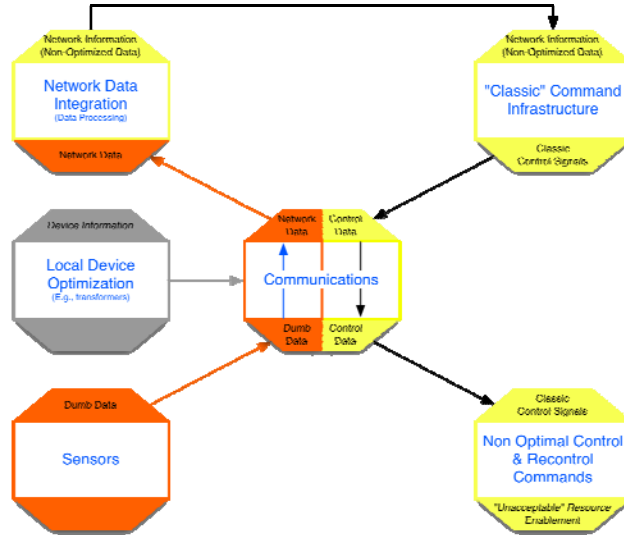 Network Information
(Non-Optimized Data)
Network Data
Integration
(Data Processing)
Network Data
Network Information
(Non-Optimized Data)
"Classic" Command
Infrastructure
Classic
Control Signals
Device Information
Local Device
Optimization
(E.g., transformers)
Network
Data
Control
Data
Communications
Dumb
Data
Control
Data
Dumb Data
Sensors
Classic
Control Signals
Non Optimal Control
& Recontrol
Commands
"Unacceptable" Resource
Enablement